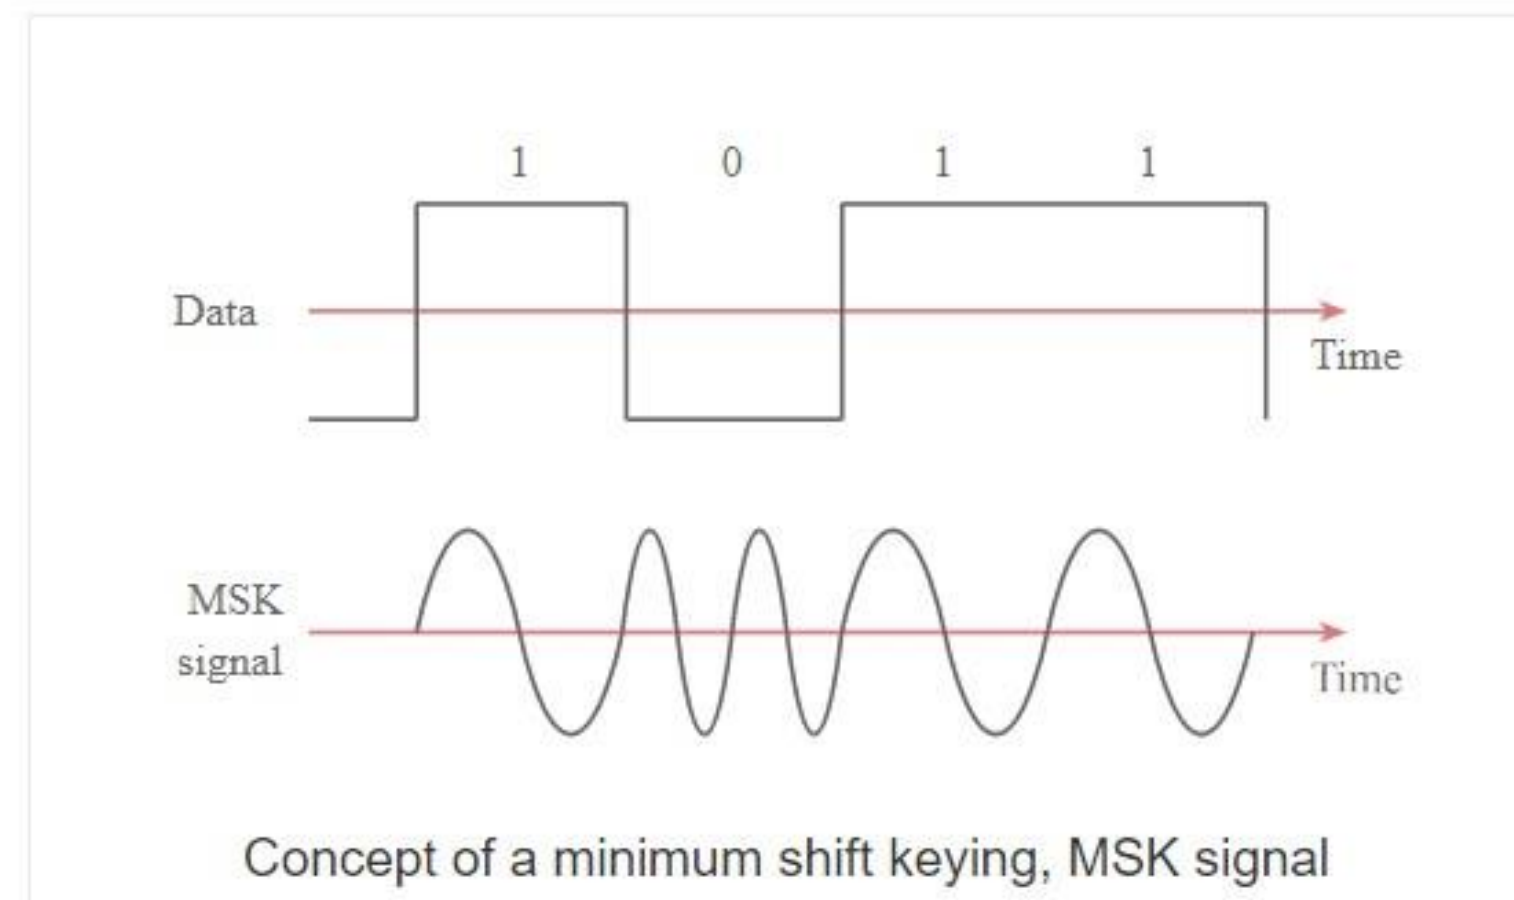 1 0 1 1
Data
Time
MSK
signal
Time
Concept of a minimum shift keying, MSK signal